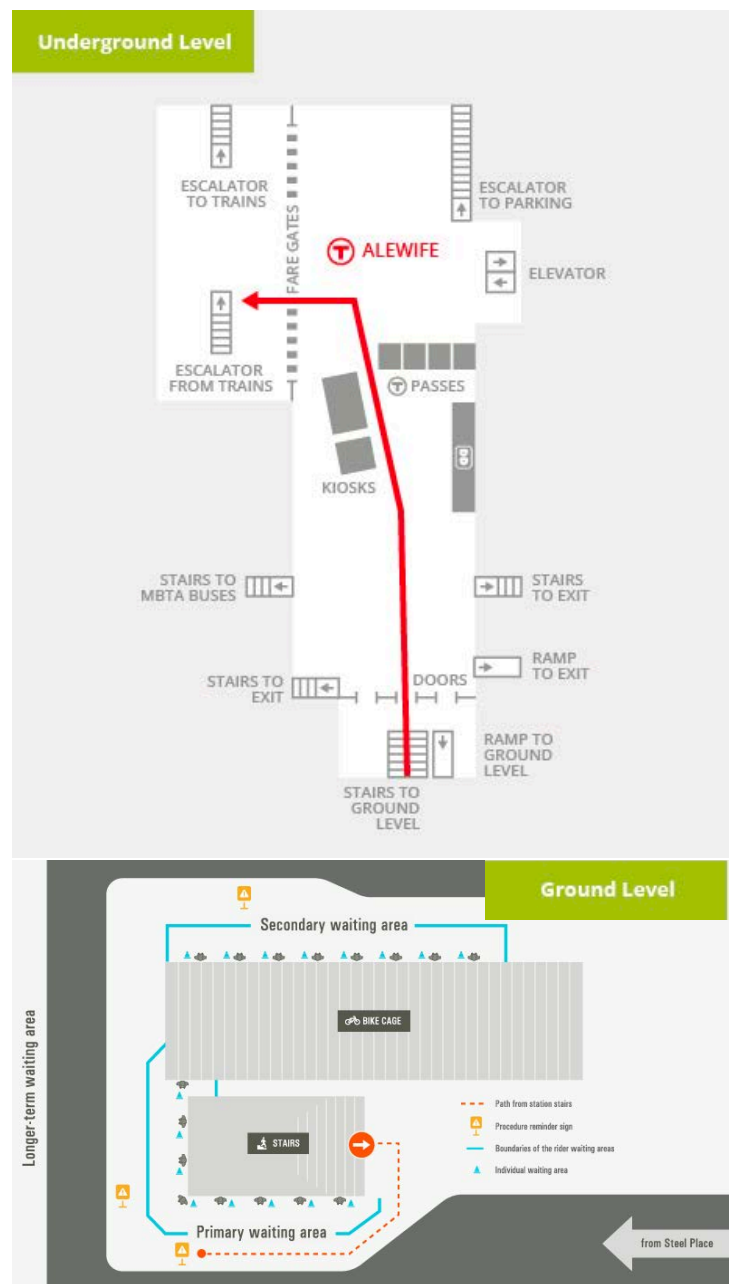 Underground Level
ESCALATOR
TO TRAINS
FARE GATES
ESCALATOR
TO PARKING
T ALEWIFE
ELEVATOR
ESCALATOR
FROM TRAINS
T PASSES
KIOSKS
STAIRS TO
MBTA BUSES
STAIRS
TO EXIT
RAMP
TO EXIT
STAIRS TO
EXIT
DOORS
RAMP TO
GROUND
LEVEL
STAIRS TO
GROUND
LEVEL
Ground Level
Secondary waiting area
BIKE CAGE
Longer-term waiting area
Path from station stairs
Procedure reminder sign
Boundaries of the rider waiting areas
Individual waiting area
STAIRS
Primary waiting area
from Steel Place